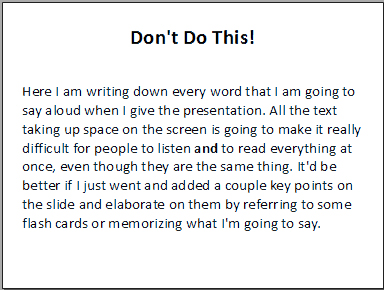 Don't Do This!
Here I am writing down every word that I am going to
say aloud when I give the presentation. All the text
taking up space on the screen is going to make it really
difficult for people to listen and to read everything at
once, even though they are the same thing. It'd be
better if I just went and added a couple key points on
the slide and elaborate on them by referring to some
flash cards or memorizing what I'm going to say.